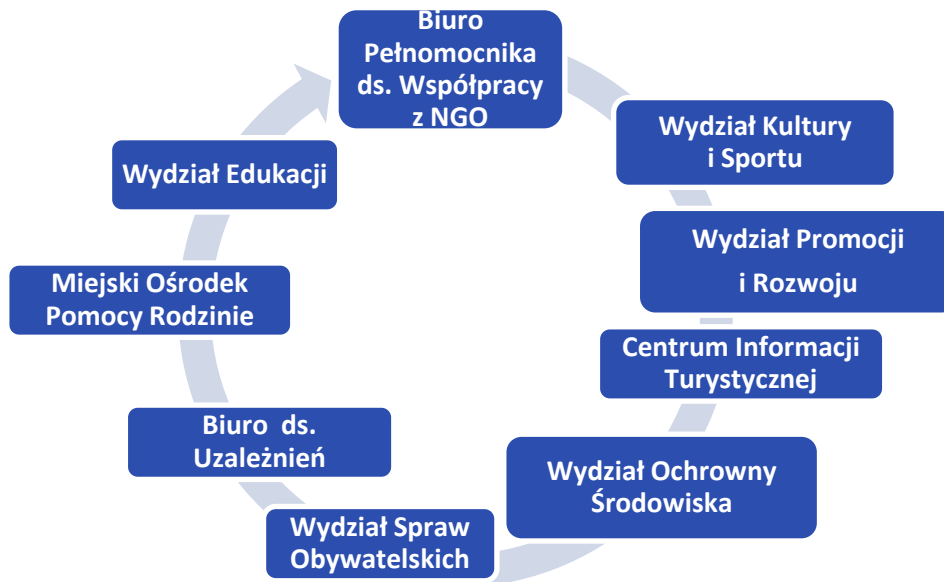 Biuro
Pełnomocnika
ds. Współpracy
z NGO
Wydział Kultury
i Sportu
Wydział Promocji
i Rozwoju
Centrum Informacji
Turystycznej
Wydział Ochrowny
Środowiska
Wydział Spraw
Obywatelskich
Biuro ds.
Uzależnień
Miejski Ośrodek
Pomocy Rodzinie
Wydział Edukacji